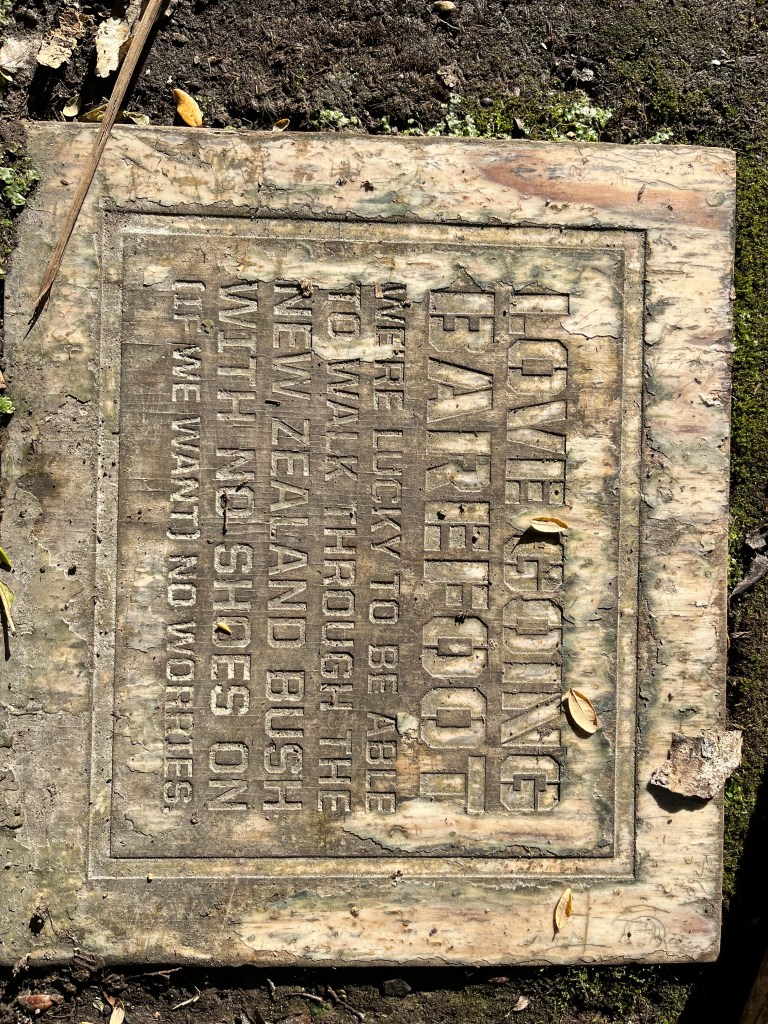 LOVE GOING
BAREFOOT
WE'RE LUCKY TO BE ABLE
TO WALK THROUGH THE
NEW ZEALAND BUSH
WITH NO SHOES ON
(IF WE WANT) NO WORRIES.